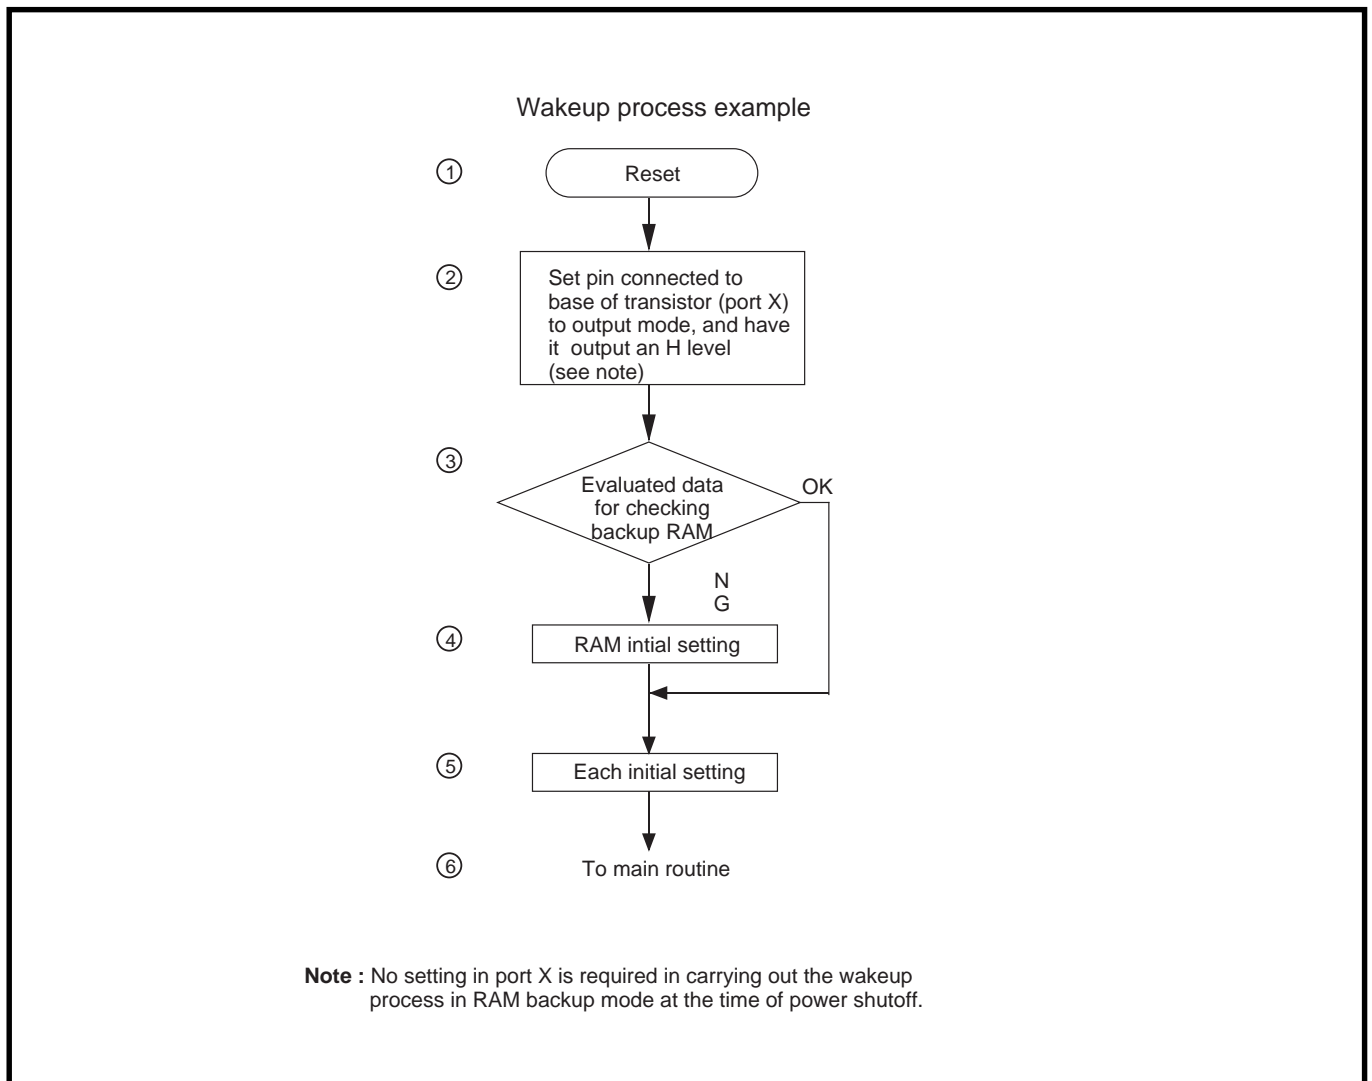 Wakeup process example
① Reset
② Set pin connected to
base of transistor (port X)
to output mode, and have
it output an H level
(see note)
③ Evaluated data
for checking
backup RAM
OK
N
G
④ RAM intial setting
⑤ Each initial setting
⑥ To main routine
Note : No setting in port X is required in carrying out the wakeup
process in RAM backup mode at the time of power shutoff.